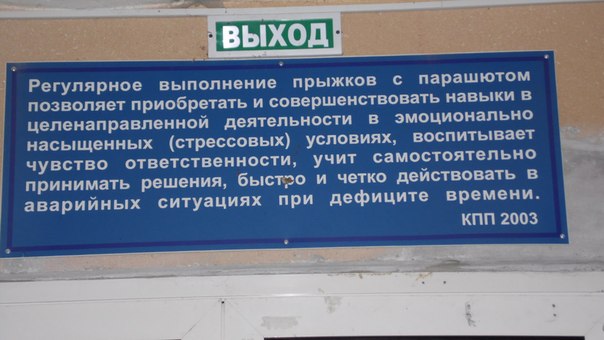 ВЫХОД
Регулярное выполнение прыжков с парашютом
позволяет приобретать и совершенствовать навыки в
целенаправленной деятельности в эмоционально
насыщенных (стрессовых) условиях, воспитывает
чувство ответственности, учит самостоятельно
принимать решения, быстро и четко действовать в
аварийных ситуациях при дефиците времени.
КПП 2003